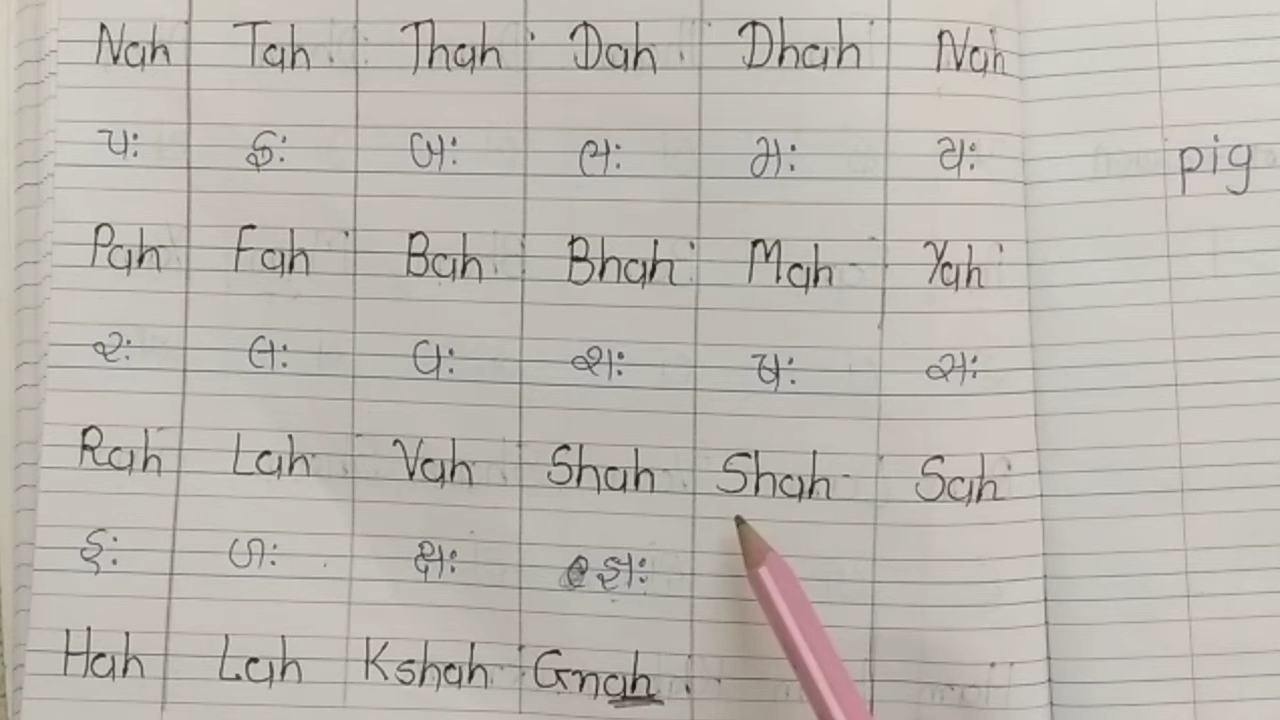 Nah Tah Thah Dah Dhah Nah
પઃ ફઃ બઃ ભઃ મઃ યઃ pig
Pah Fah Bah Bhah Mah Yah
રઃ લઃ વઃ શઃ ષઃ સઃ
Rah Lah Vah Shah Shah Sah
હઃ ળઃ ક્ષઃ જ્ઞઃ
Hah Lah Kshah Gnah